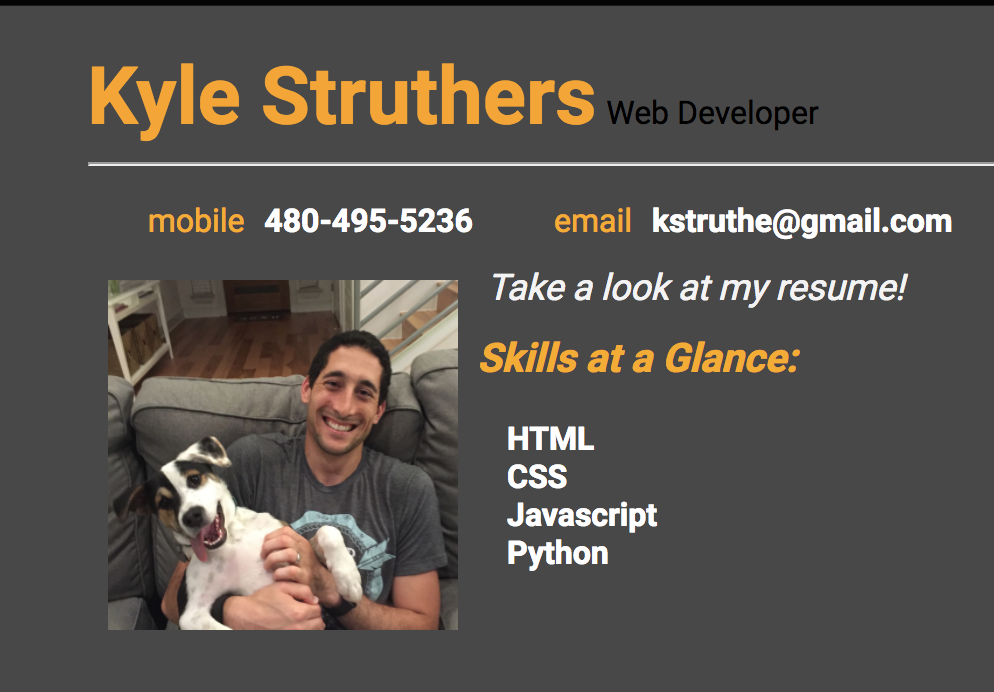 Kyle Struthers Web Developer
mobile 480-495-5236 email kstruthe@gmail.com
Take a look at my resume!
Skills at a Glance:
HTML
CSS
Javascript
Python